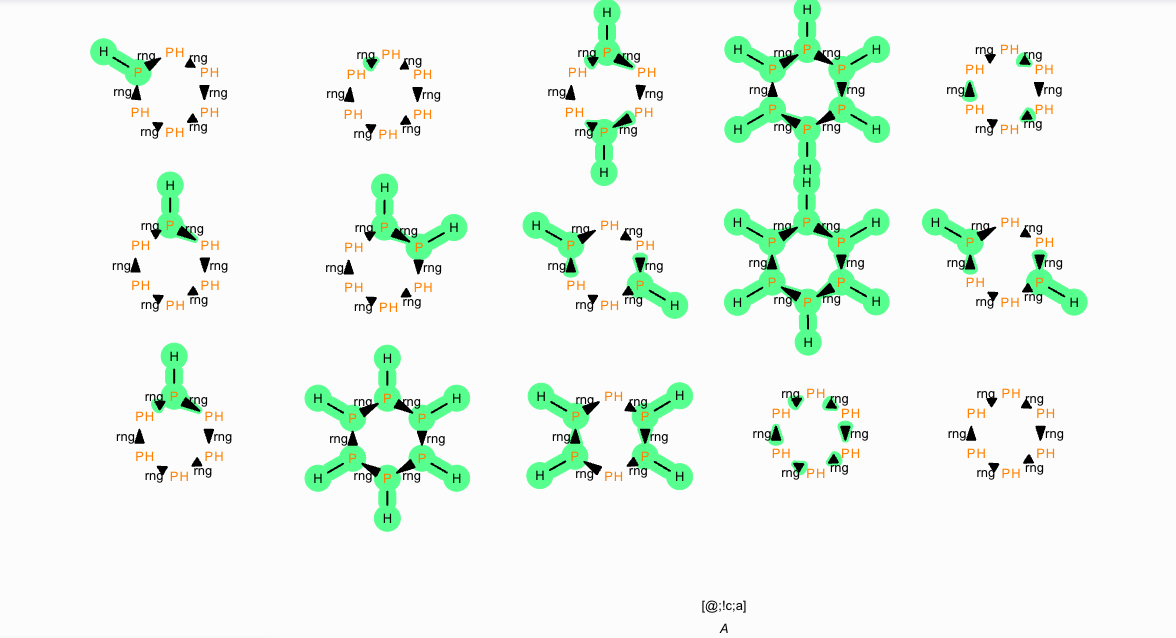 H H
H rng PH rng rng PH rng rng P rng H rng P rng H rng PH rng
P PH PH PH PH PH P P PH PH
rng rng rng rng rng rng rng rng rng rng
PH PH PH PH PH PH P P PH PH
rng PH rng rng PH rng rng P rng H rng P rng H rng PH rng
H H
H H H
rng P rng rng P rng H H rng PH rng H rng P rng H H rng PH rng
PH PH PH P P PH P P P PH
rng rng rng rng rng rng rng rng rng rng
PH PH PH PH PH P P P PH P
rng PH rng rng PH rng rng PH rng H H rng P rng H rng PH rng H
H
H H
rng P rng H rng P rng H H rng PH rng H rng PH rng rng PH rng
PH PH P P P P PH PH PH PH
rng rng rng rng rng rng rng rng rng rng
PH PH P P P P PH PH PH PH
rng PH rng H rng P rng H H rng PH rng H rng PH rng rng PH rng
H
[@;!c;a]
A